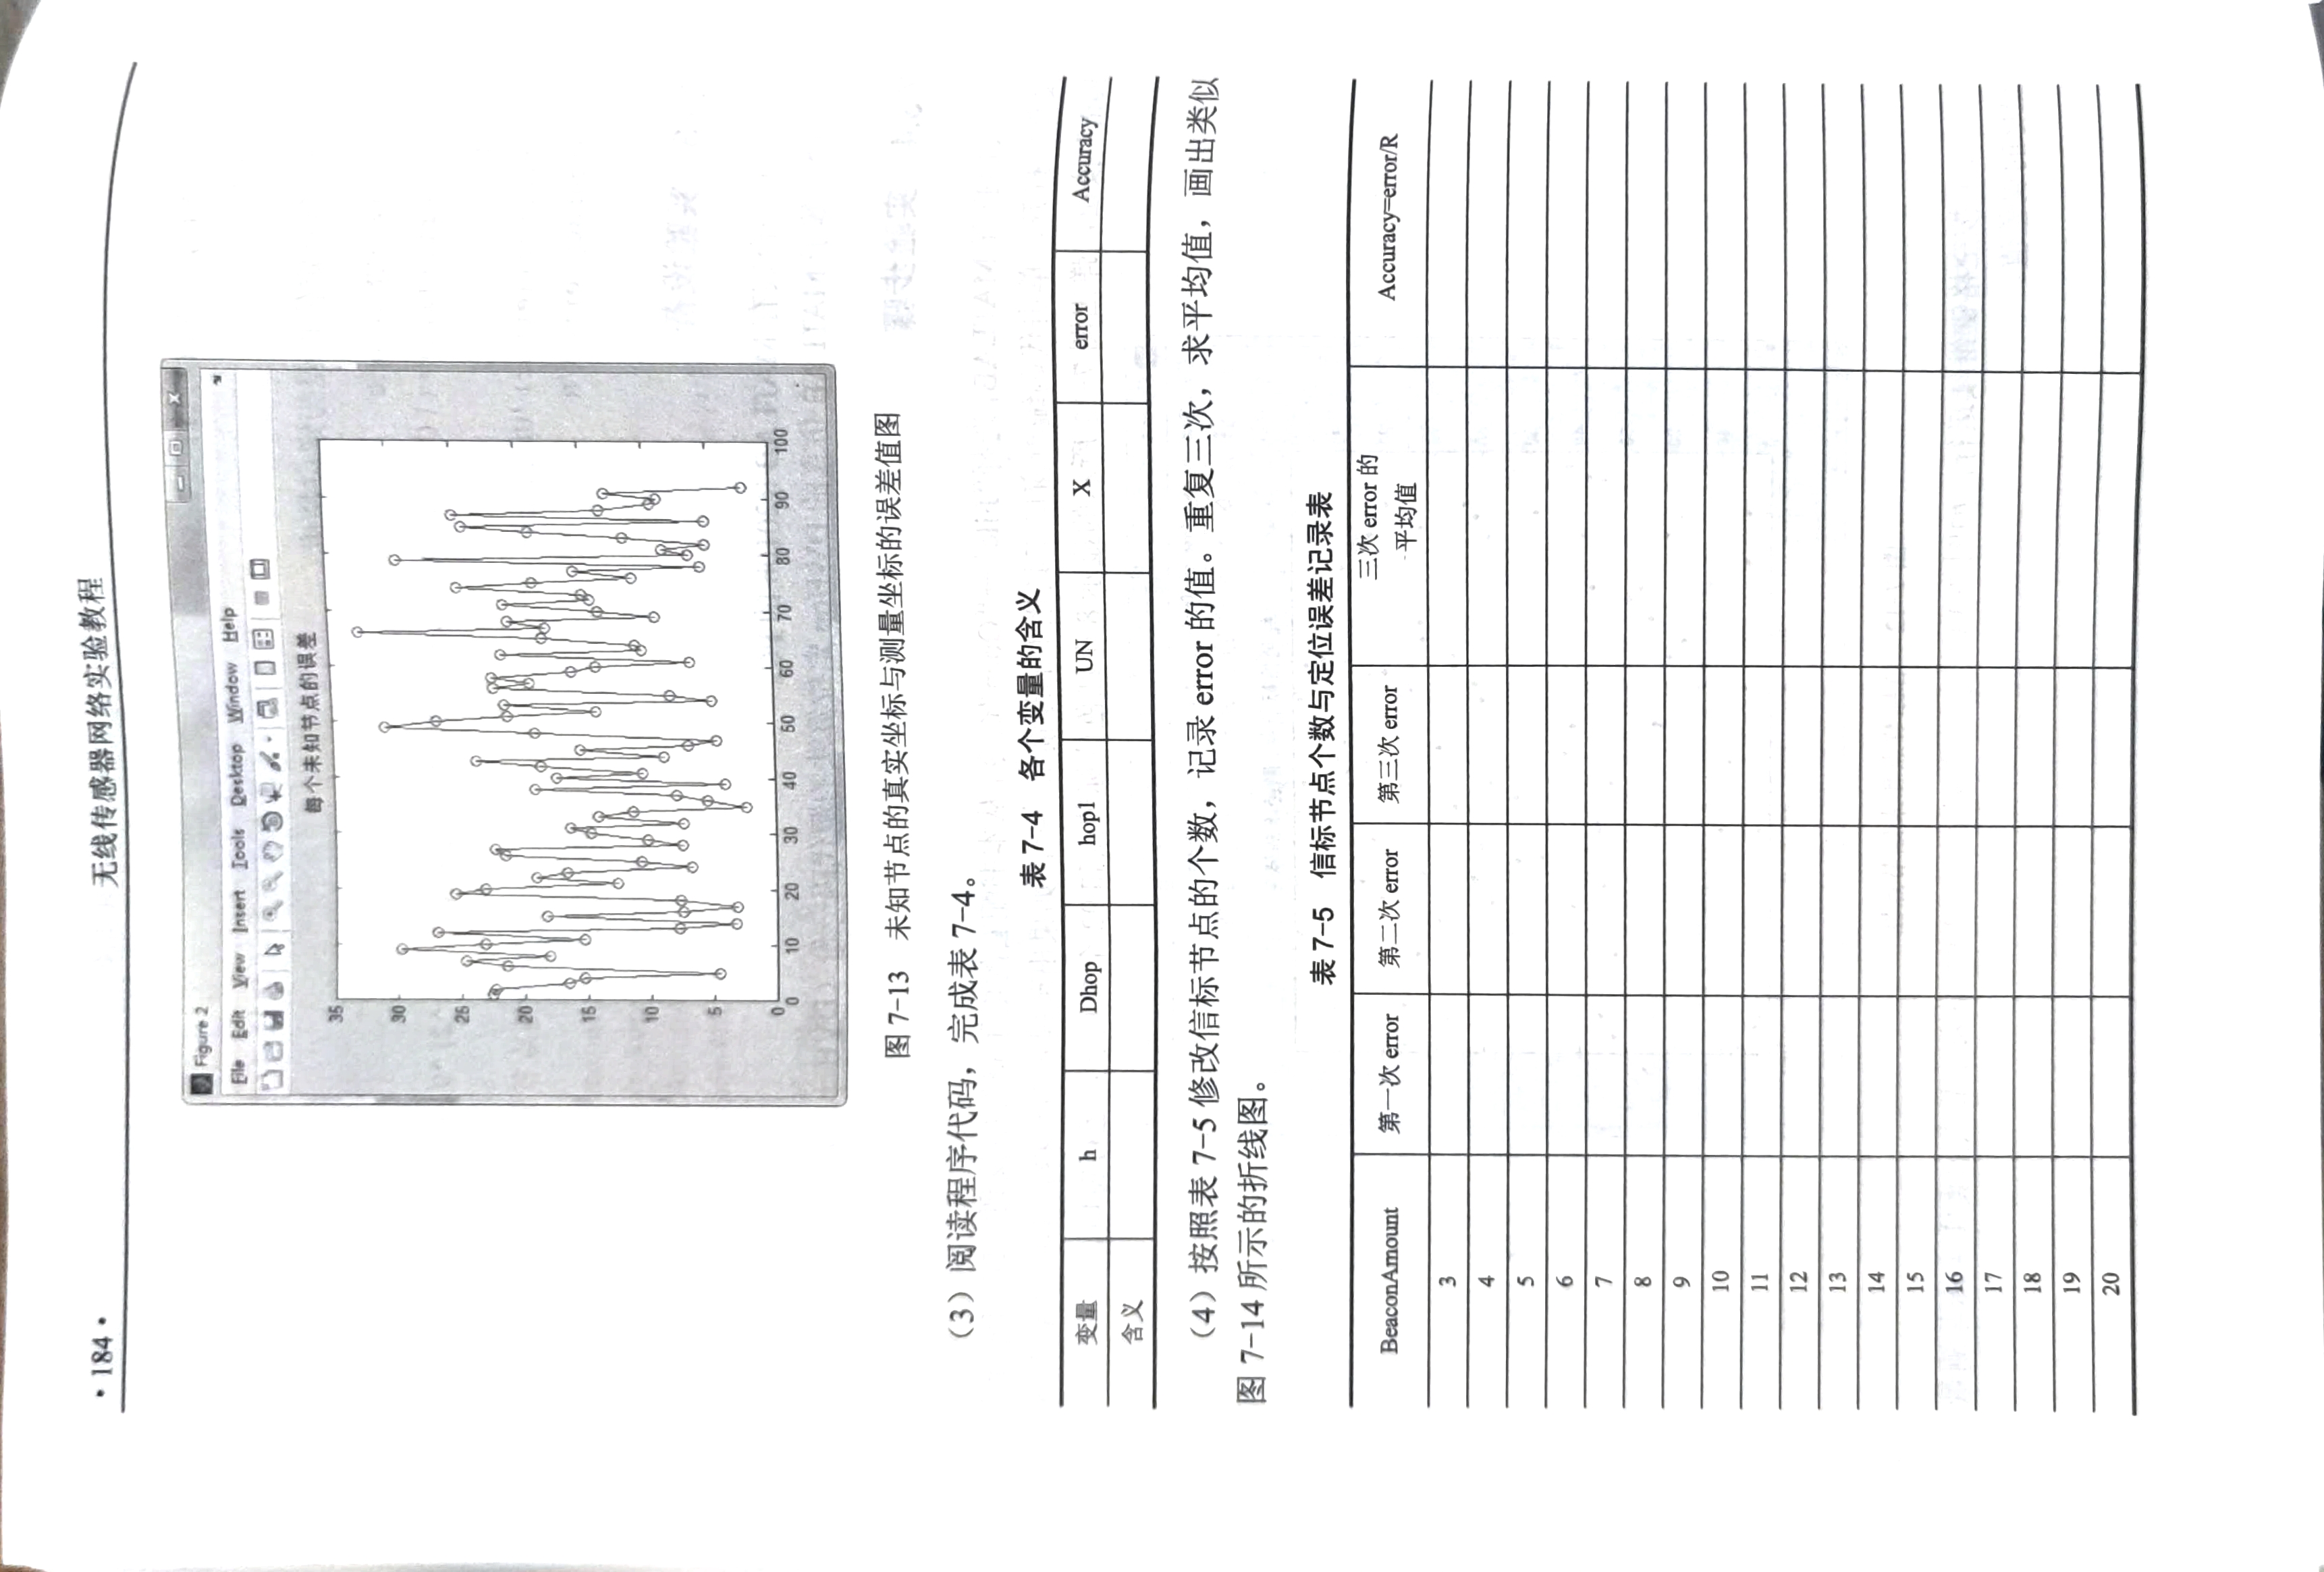 ·184·
无线传感器网络实验教程
Figure 2
File Edit View Insert Tools Desktop Window Help
每个未知节点的误差
35
30
25
20
15
10
5
0
0 10 20 30 40 50 60 70 80 90 100
图 7-13 未知节点的真实坐标与测量坐标的误差值图
（3）阅读程序代码，完成表 7-4。
表 7-4 各个变量的含义
变量 h Dhop hop1 UN X error Accuracy
含义
（4）按照表 7-5 修改信标节点的个数，记录 error 的值。重复三次，求平均值，画出类似
图 7-14 所示的折线图。
表 7-5 信标节点个数与定位误差记录表
BeaconAmount 第一次 error 第二次 error 第三次 error 三次 error 的 Accuracy=error/R
平均值
3
4
5
6
7
8
9
10
11
12
13
14
15
16
17
18
19
20